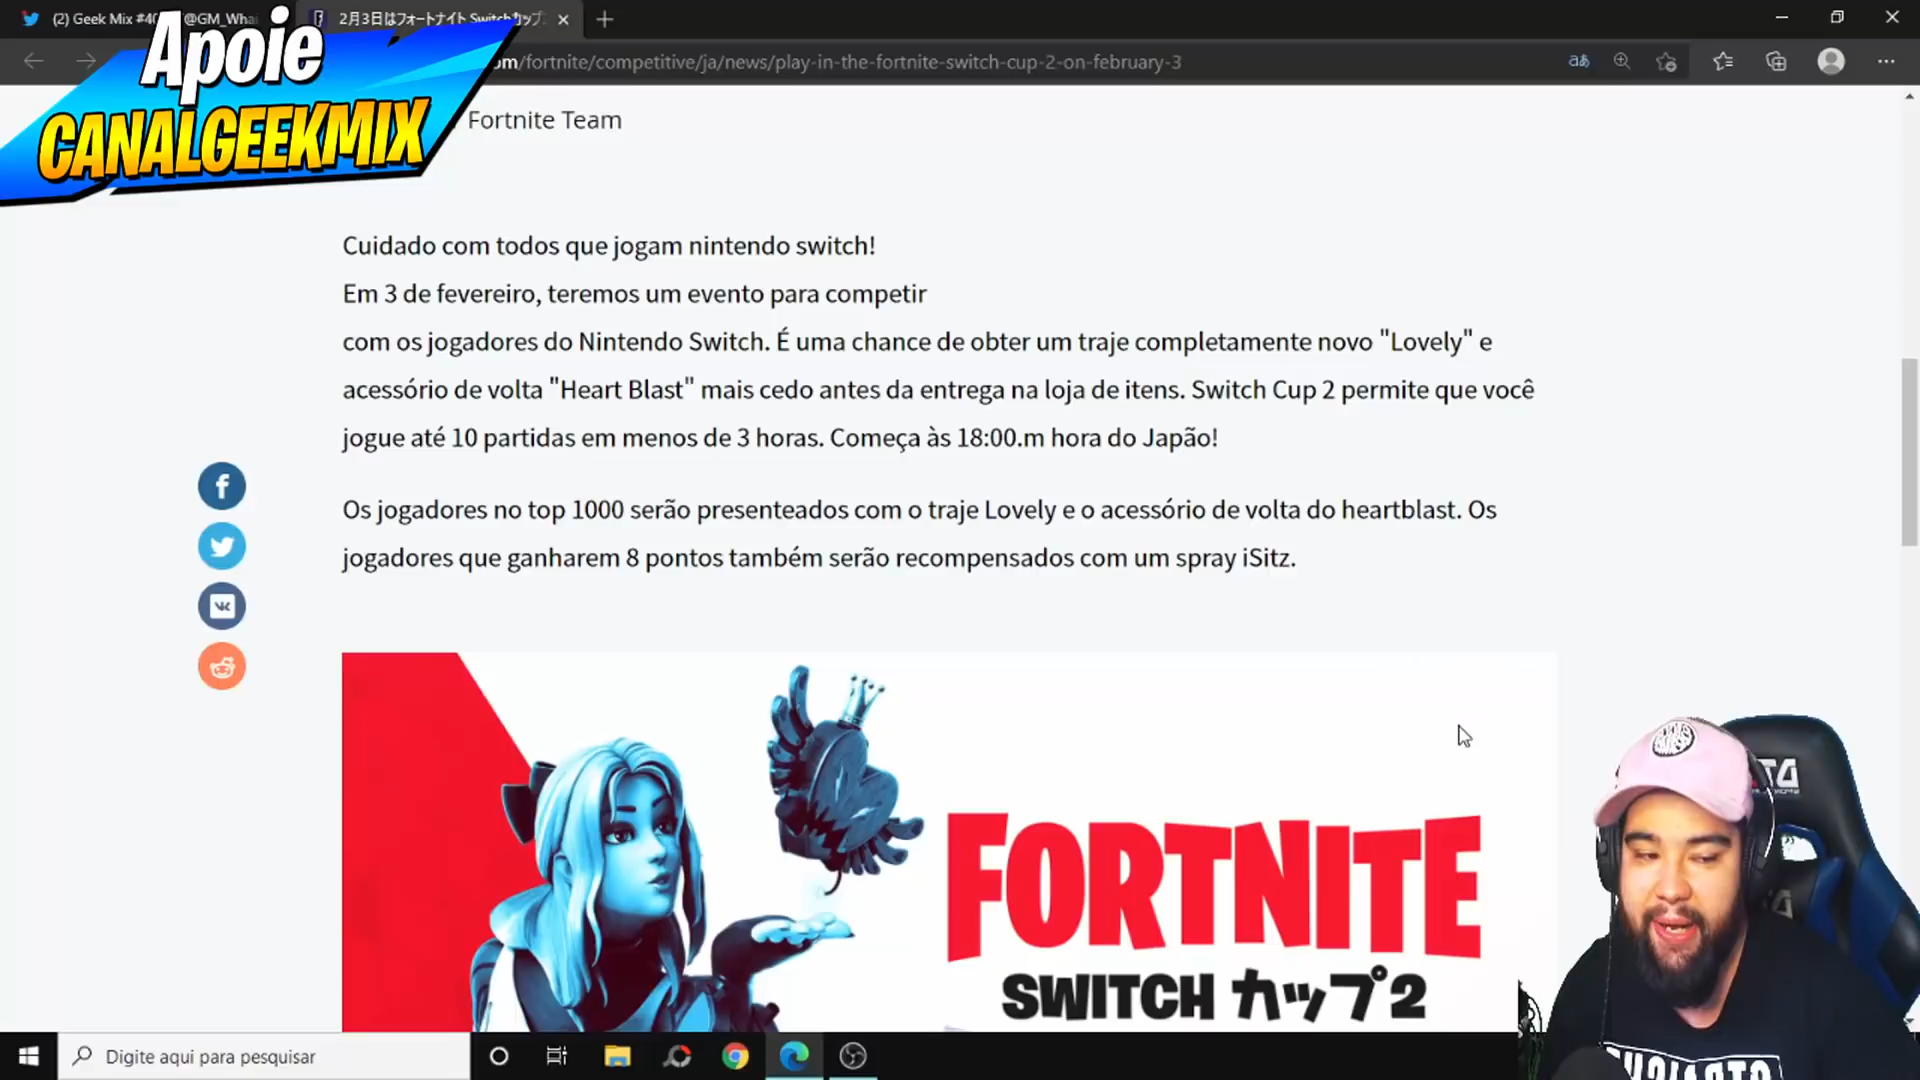 (2) Geek Mix #40
@GM_Wha
2月3日はフォートナイト Switchカップ
Apoie
CANALGEEKMIX
om/fortnite/competitive/ja/news/play-in-the-fortnite-switch-cup-2-on-february-3
Fortnite Team
Cuidado com todos que jogam nintendo switch!
Em 3 de fevereiro, teremos um evento para competir
com os jogadores do Nintendo Switch. É uma chance de obter um traje completamente novo "Lovely" e
acessório de volta "Heart Blast" mais cedo antes da entrega na loja de itens. Switch Cup 2 permite que você
jogue até 10 partidas em menos de 3 horas. Começa às 18:00.m hora do Japão!
Os jogadores no top 1000 serão presenteados com o traje Lovely e o acessório de volta do heartblast. Os
jogadores que ganharem 8 pontos também serão recompensados com um spray iSitz.
FORTNITE
SWITCH カップ2
Digite aqui para pesquisar